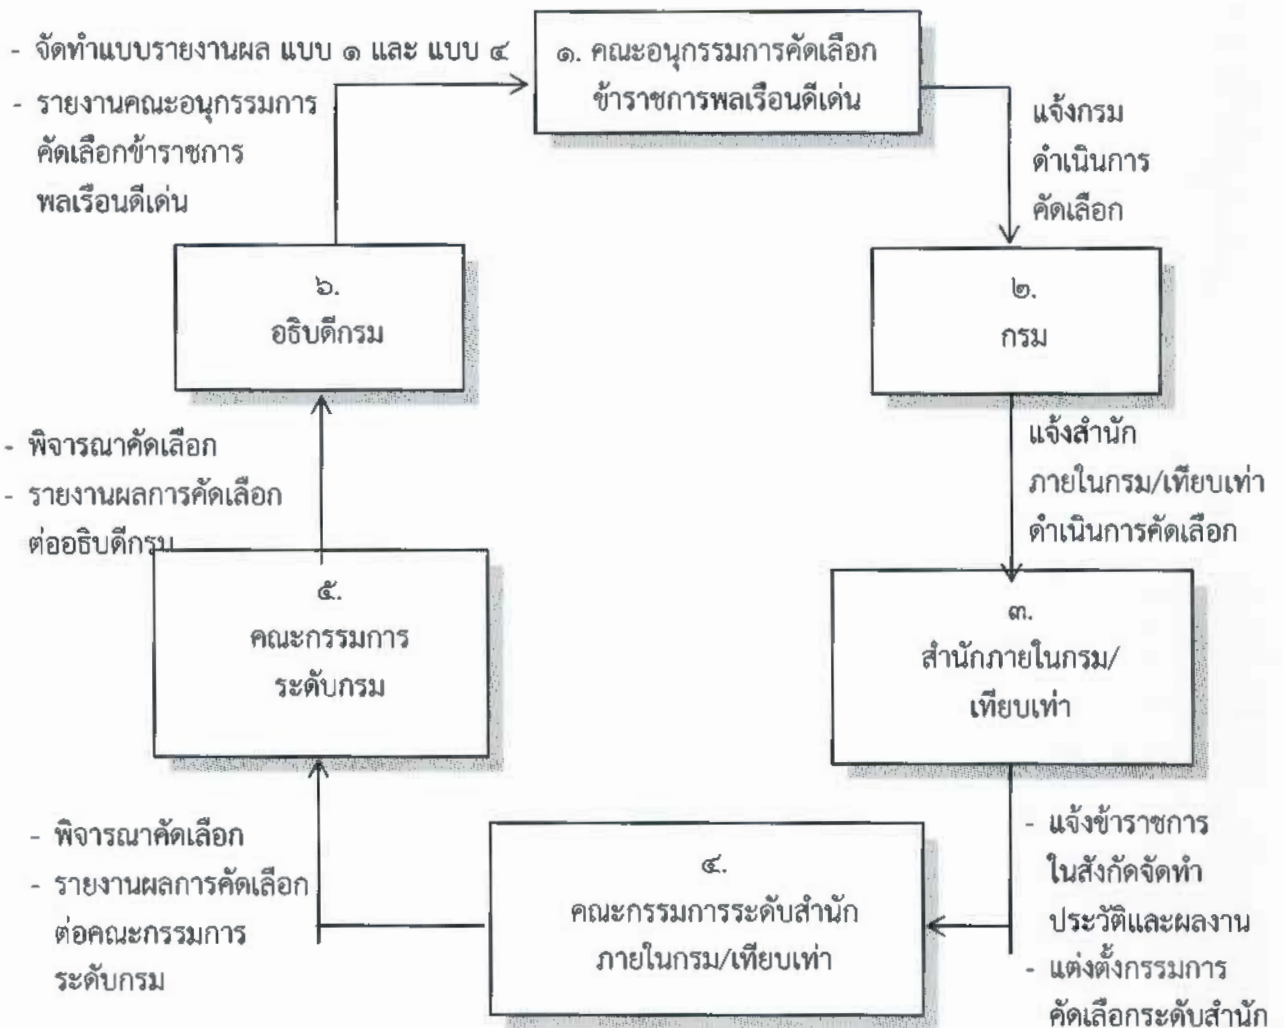 - จัดทำแบบรายงานผล แบบ ๑ และ แบบ ๔
- รายงานคณะอนุกรรมการ
คัดเลือกข้าราชการ
พลเรือนดีเด่น
๑. คณะอนุกรรมการคัดเลือก
ข้าราชการพลเรือนดีเด่น
แจ้งกรม
ดำเนินการ
คัดเลือก
๒.
กรม
แจ้งสำนัก
ภายในกรม/เทียบเท่า
ดำเนินการคัดเลือก
๓.
สำนักภายในกรม/
เทียบเท่า
- แจ้งข้าราชการ
ในสังกัดจัดทำ
ประวัติและผลงาน
- แต่งตั้งกรรมการ
คัดเลือกระดับสำนัก
๔.
คณะกรรมการระดับสำนัก
ภายในกรม/เทียบเท่า
- พิจารณาคัดเลือก
- รายงานผลการคัดเลือก
ต่อคณะกรรมการ
ระดับกรม
๕.
คณะกรรมการ
ระดับกรม
- พิจารณาคัดเลือก
- รายงานผลการคัดเลือก
ต่ออธิบดีกรม
๖.
อธิบดีกรม